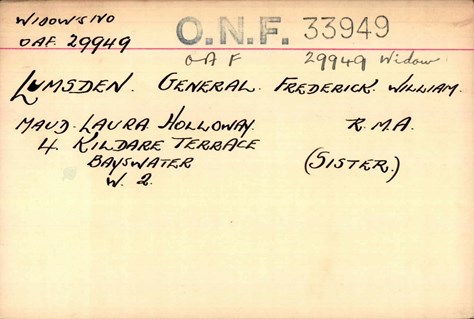 WIDOW'S NO
OAF. 29949
O.N.F. 33949
OAF 29949 Widow
LUMSDEN. GENERAL. FREDERICK. WILLIAM.
MAUD. LAURA. HOLLOWAY. R.M.A.
4 KILDARE TERRACE
BAYSWATER (SISTER.)
W. 2.